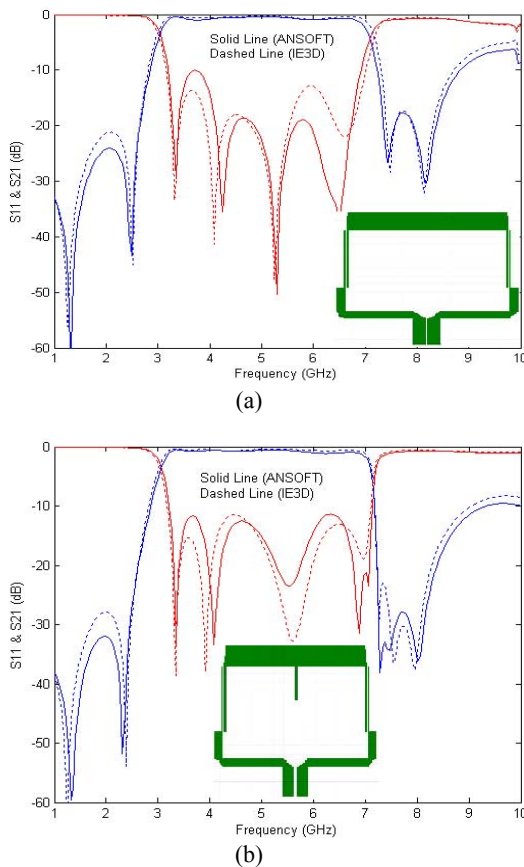 0
-10
-20
-30
-40
-50
-60
S11 & S21 (dB)
Solid Line (ANSOFT)
Dashed Line (IE3D)
1 2 3 4 5 6 7 8 9 10
Frequency (GHz)
(a)
0
-10
-20
-30
-40
-50
-60
S11 & S21 (dB)
Solid Line (ANSOFT)
Dashed Line (IE3D)
1 2 3 4 5 6 7 8 9 10
Frequency (GHz)
(b)